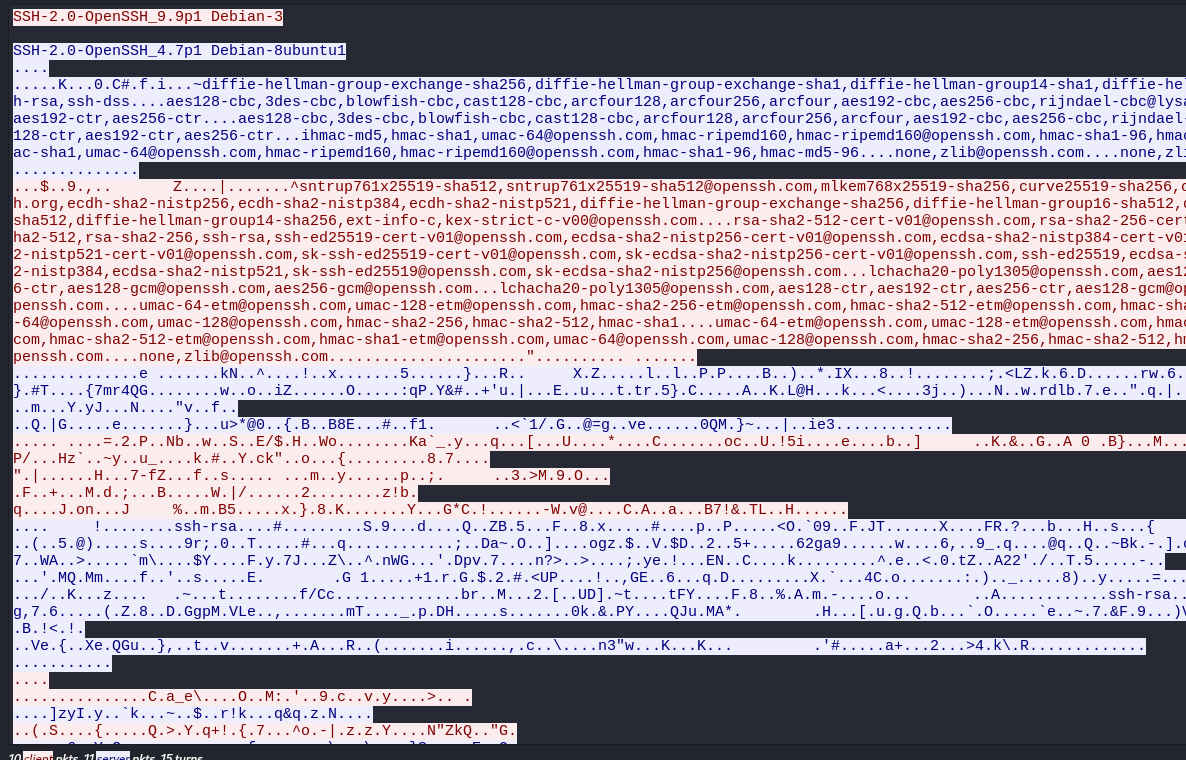 SSH-2.0-OpenSSH_9.9p1 Debian-3
SSH-2.0-OpenSSH_4.7p1 Debian-8ubuntu1
....
.....K...0.C#.f.i...~diffie-hellman-group-exchange-sha256,diffie-hellman-group-exchange-sha1,diffie-hellman-group14-sha1,diffie-he
h-rsa,ssh-dss....aes128-cbc,3des-cbc,blowfish-cbc,cast128-cbc,arcfour128,arcfour256,arcfour,aes192-cbc,aes256-cbc,rijndael-cbc@lysa
aes192-ctr,aes256-ctr....aes128-cbc,3des-cbc,blowfish-cbc,cast128-cbc,arcfour128,arcfour256,arcfour,aes192-cbc,aes256-cbc,rijndael-
128-ctr,aes192-ctr,aes256-ctr...ihmac-md5,hmac-sha1,umac-64@openssh.com,hmac-ripemd160,hmac-ripemd160@openssh.com,hmac-sha1-96,hma
ac-sha1,umac-64@openssh.com,hmac-ripemd160,hmac-ripemd160@openssh.com,hmac-sha1-96,hmac-md5-96....none,zlib@openssh.com....none,zli
..............
...$..9.,..       Z....|.......^sntrup761x25519-sha512,sntrup761x25519-sha512@openssh.com,mlkem768x25519-sha256,curve25519-sha256,c
h.org,ecdh-sha2-nistp256,ecdh-sha2-nistp384,ecdh-sha2-nistp521,diffie-hellman-group-exchange-sha256,diffie-hellman-group16-sha512,d
sha512,diffie-hellman-group14-sha256,ext-info-c,kex-strict-c-v00@openssh.com....rsa-sha2-512-cert-v01@openssh.com,rsa-sha2-256-cert
ha2-512,rsa-sha2-256,ssh-rsa,ssh-ed25519-cert-v01@openssh.com,ecdsa-sha2-nistp256-cert-v01@openssh.com,ecdsa-sha2-nistp384-cert-v01
2-nistp521-cert-v01@openssh.com,sk-ssh-ed25519-cert-v01@openssh.com,sk-ecdsa-sha2-nistp256-cert-v01@openssh.com,ssh-ed25519,ecdsa-s
2-nistp384,ecdsa-sha2-nistp521,sk-ssh-ed25519@openssh.com,sk-ecdsa-sha2-nistp256@openssh.com...lchacha20-poly1305@openssh.com,aes12
6-ctr,aes128-gcm@openssh.com,aes256-gcm@openssh.com...lchacha20-poly1305@openssh.com,aes128-ctr,aes192-ctr,aes256-ctr,aes128-gcm@op
penssh.com....umac-64-etm@openssh.com,umac-128-etm@openssh.com,hmac-sha2-256-etm@openssh.com,hmac-sha2-512-etm@openssh.com,hmac-sha
-64@openssh.com,umac-128@openssh.com,hmac-sha2-256,hmac-sha2-512,hmac-sha1....umac-64-etm@openssh.com,umac-128-etm@openssh.com,hmac
com,hmac-sha2-512-etm@openssh.com,hmac-sha1-etm@openssh.com,umac-64@openssh.com,umac-128@openssh.com,hmac-sha2-256,hmac-sha2-512,hm
penssh.com....none,zlib@openssh.com......................".......... .......
..............e ........kN..^....!..x.......5......}...R..     X.Z.....l..l..P.P....B..)..*.IX...8..!........;.<LZ.k.6.D......rw.6.
}.#T....{7mr4QG........w..o..iZ......O.....:qP.Y&#..+'u.|...E..u...t.tr.5}.C.....A..K.L@H...k...<....3j..)...N..w.rdlb.7.e..".q.|.
..m...Y.yJ...N...."v..f..
..Q.|G.....e.......}...u>*@0..{.B..B8E...#..f1.       ..<`1/.G..@=g..ve......0QM.}~...|..ie3.............
..... ....=.2.P..Nb..w..S..E/$.H..Wo........Ka`_.y...q...[...U....*....C.......oc..U.!5i....e....b..]      ..K.&..G..A 0 .B}...M...
P/...Hz`..~y..u_....k.#..Y.ck"..o...{.........8.7....
".|......H...7-fZ...f..s..... ...m..y......p..;.     ..3.>M.9.O...
.F..+...M.d.;...B.....W.|/......2........z!b.
q....J.on...J     %..m.B5.....x.}.8.K.......Y...G*C.!......-W.v@....C.A..a...B7!&.TL..H......
....     !........ssh-rsa....#.........S.9...d....Q..ZB.5...F..8.x.....#....p..P.....<O.`09..F.JT......X....FR.?...b...H..s...{
..(..5.@).....s....9r;.0..T.....#...q............;..Da~.O..]....ogz.$..V.$D..2..5+.....62ga9......w....6,..9_.q....@q..Q..~Bk.-.].c
7..WA..>.....`m\....$Y....F.y.7J...Z\..^.nWG...'.Dpv.7....n?>..>....;.ye.!...EN..C....k.........^.e..<.0.tZ..A22'./..T.5.....-..
...'.MQ.Mm....f..'..s.....E.        .G 1.....+1.r.G.$.2.#.<UP....!..,GE..6...q.D.........X.`...4C.o.......:.).._.....8)..y.....=...
.../..K...z....   .~...t........f/Cc..............br..M...2.[..UD].~t....tFY....F.8..%.A.m.-....o...       ..A............ssh-rsa..
g,7.6.....(.Z.8..D.GgpM.VLe..,.......mT...._.p.DH.....s.......0k.&.PY....QJu.MA*.        .H...[.u.g.Q.b...`.O.....`e..~.7.&F.9...)V
.B.!<.!.
..Ve.{..Xe.QGu..},..t..v.......+.A...R..(.......i......,.c..\....n3"w...K...K...         .'#.....a+...2...>4.k\.R.............
...........
....
...............C.a_e\....O..M:.'..9.c..v.y....>.. .
....]zyI.y..`k...~..$..r!k...q&q.z.N....
..(.S....{.....Q.>.Y.q+!.{.7...^o.-|.z.z.Y....N"ZkQ.."G.
10 client pkts, 11 server pkts, 15 turns.